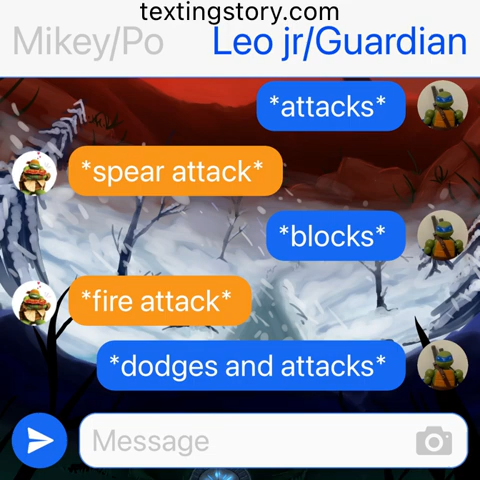 textingstory.com
Mikey/Po Leo jr/Guardian
*attacks*
*spear attack*
*blocks*
*fire attack*
*dodges and attacks*
Message